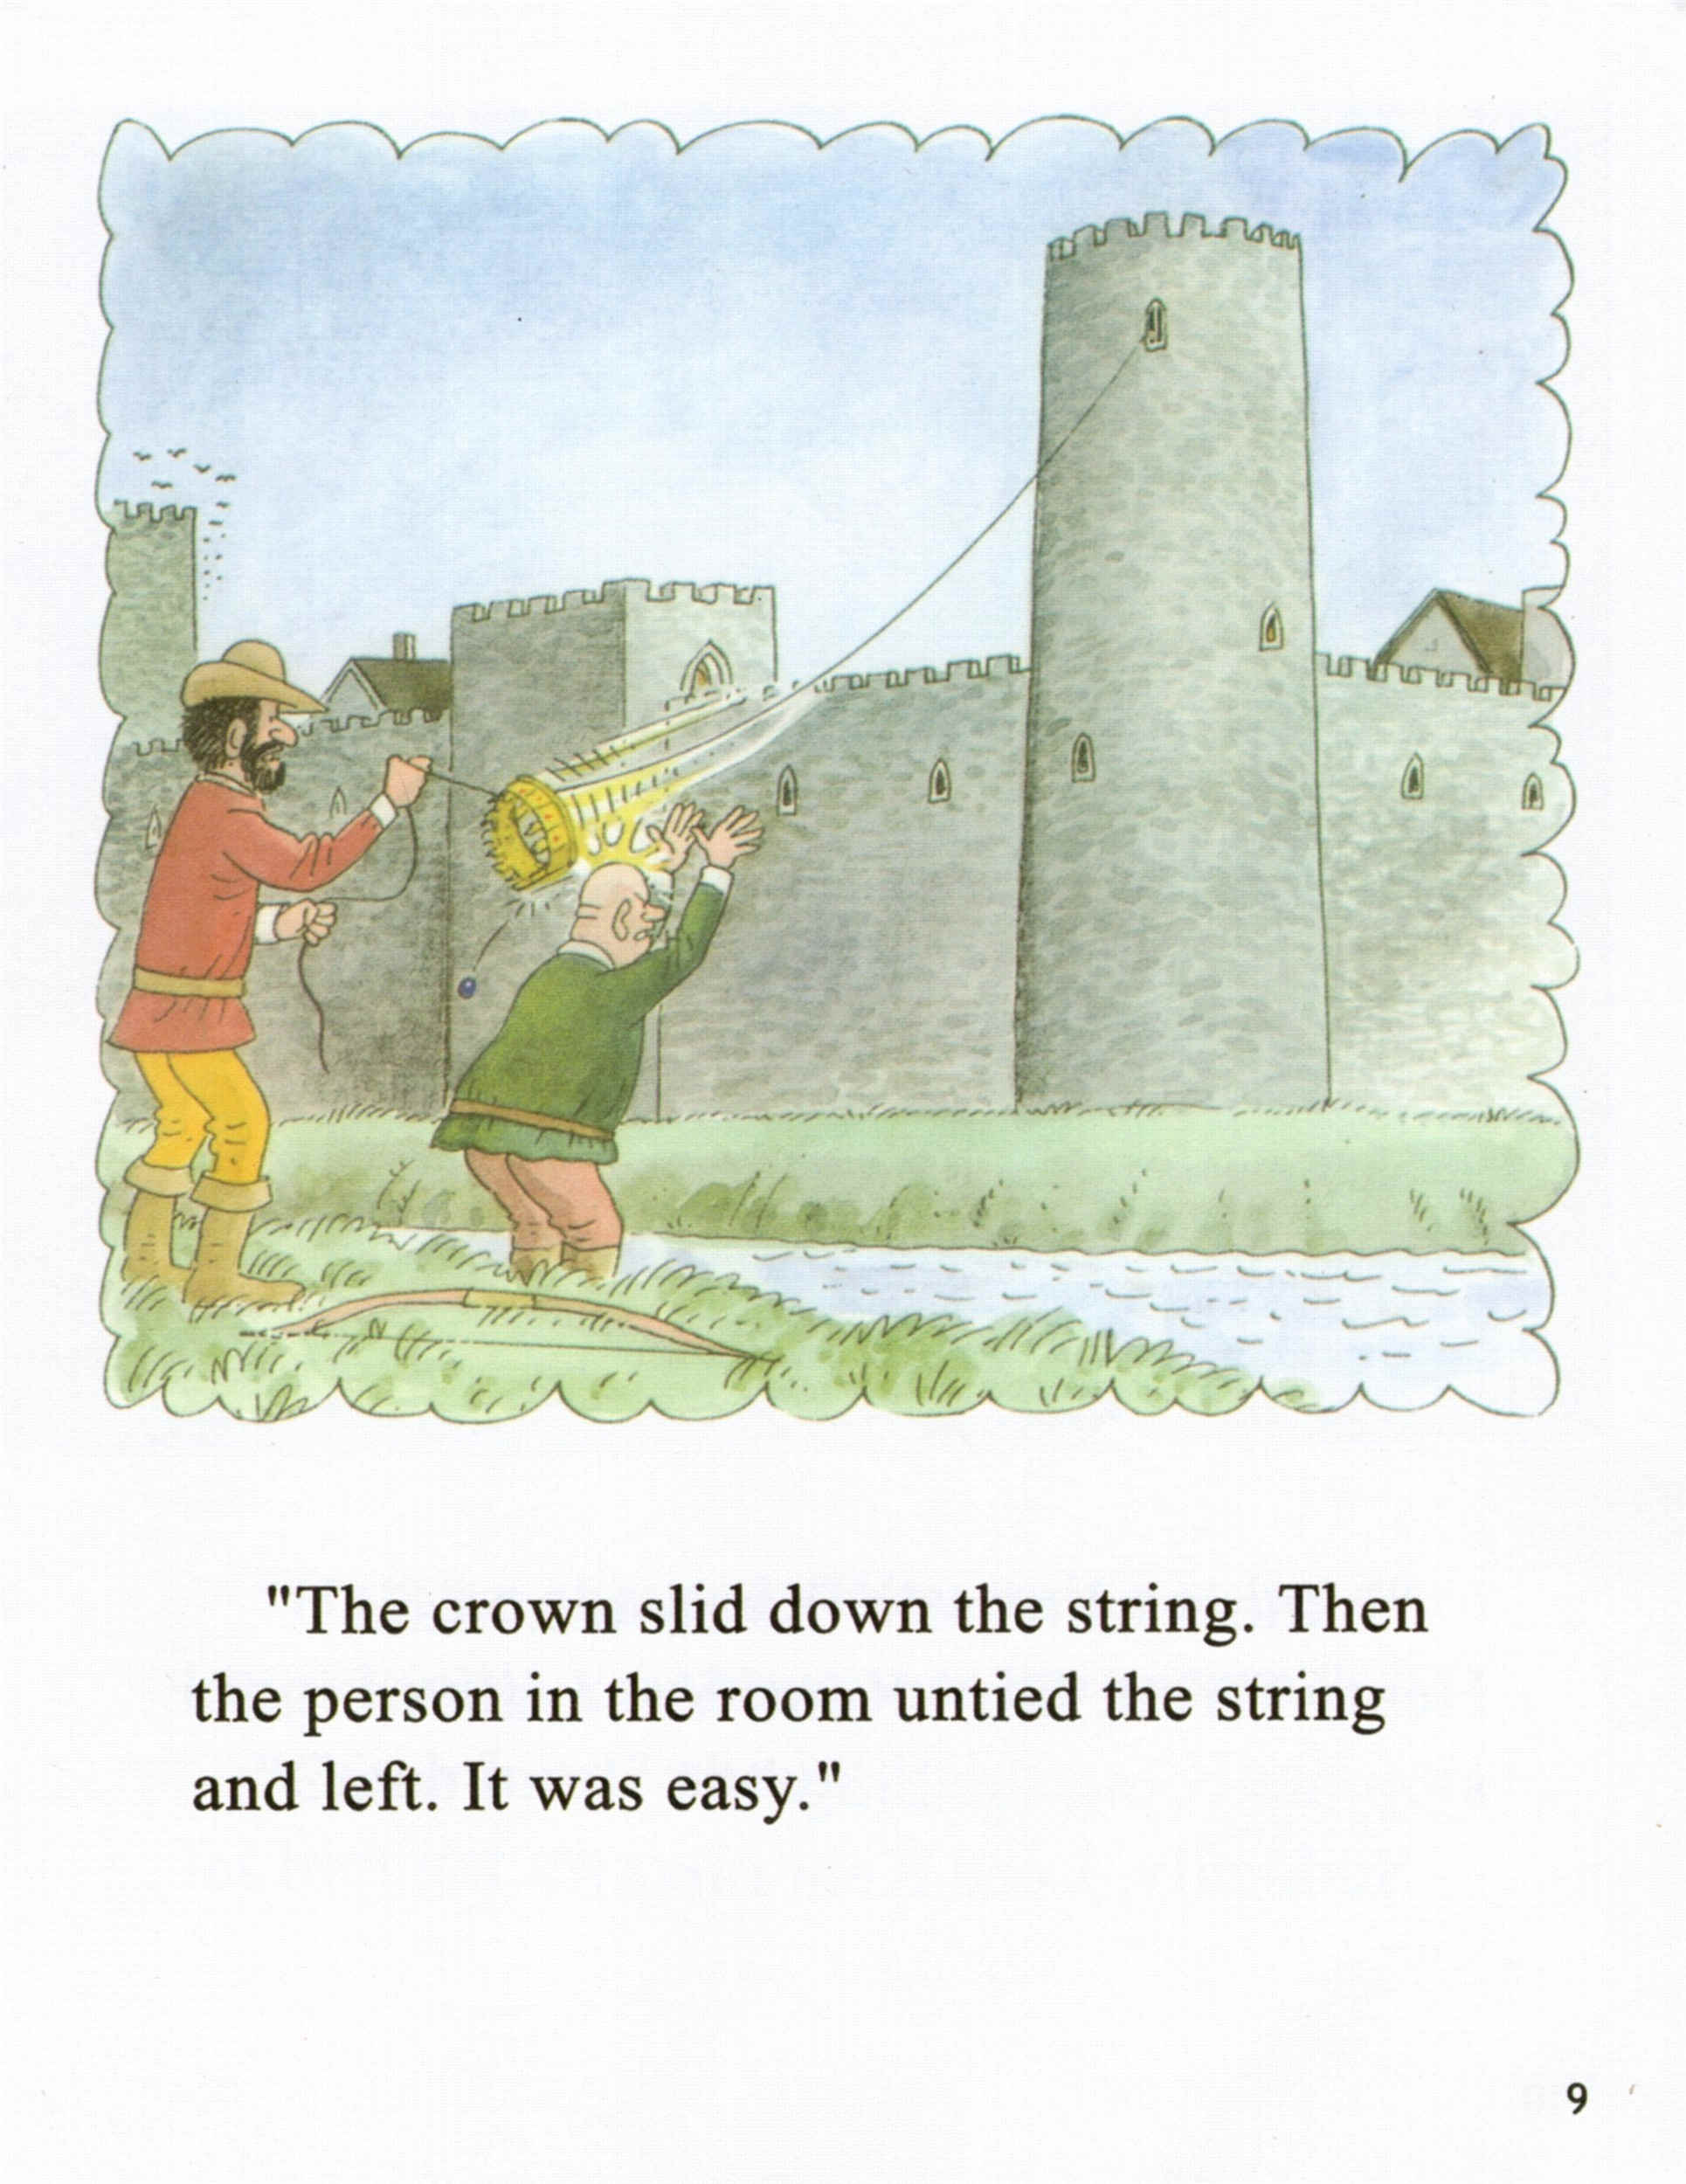 "The crown slid down the string. Then
the person in the room untied the string
and left. It was easy."
9